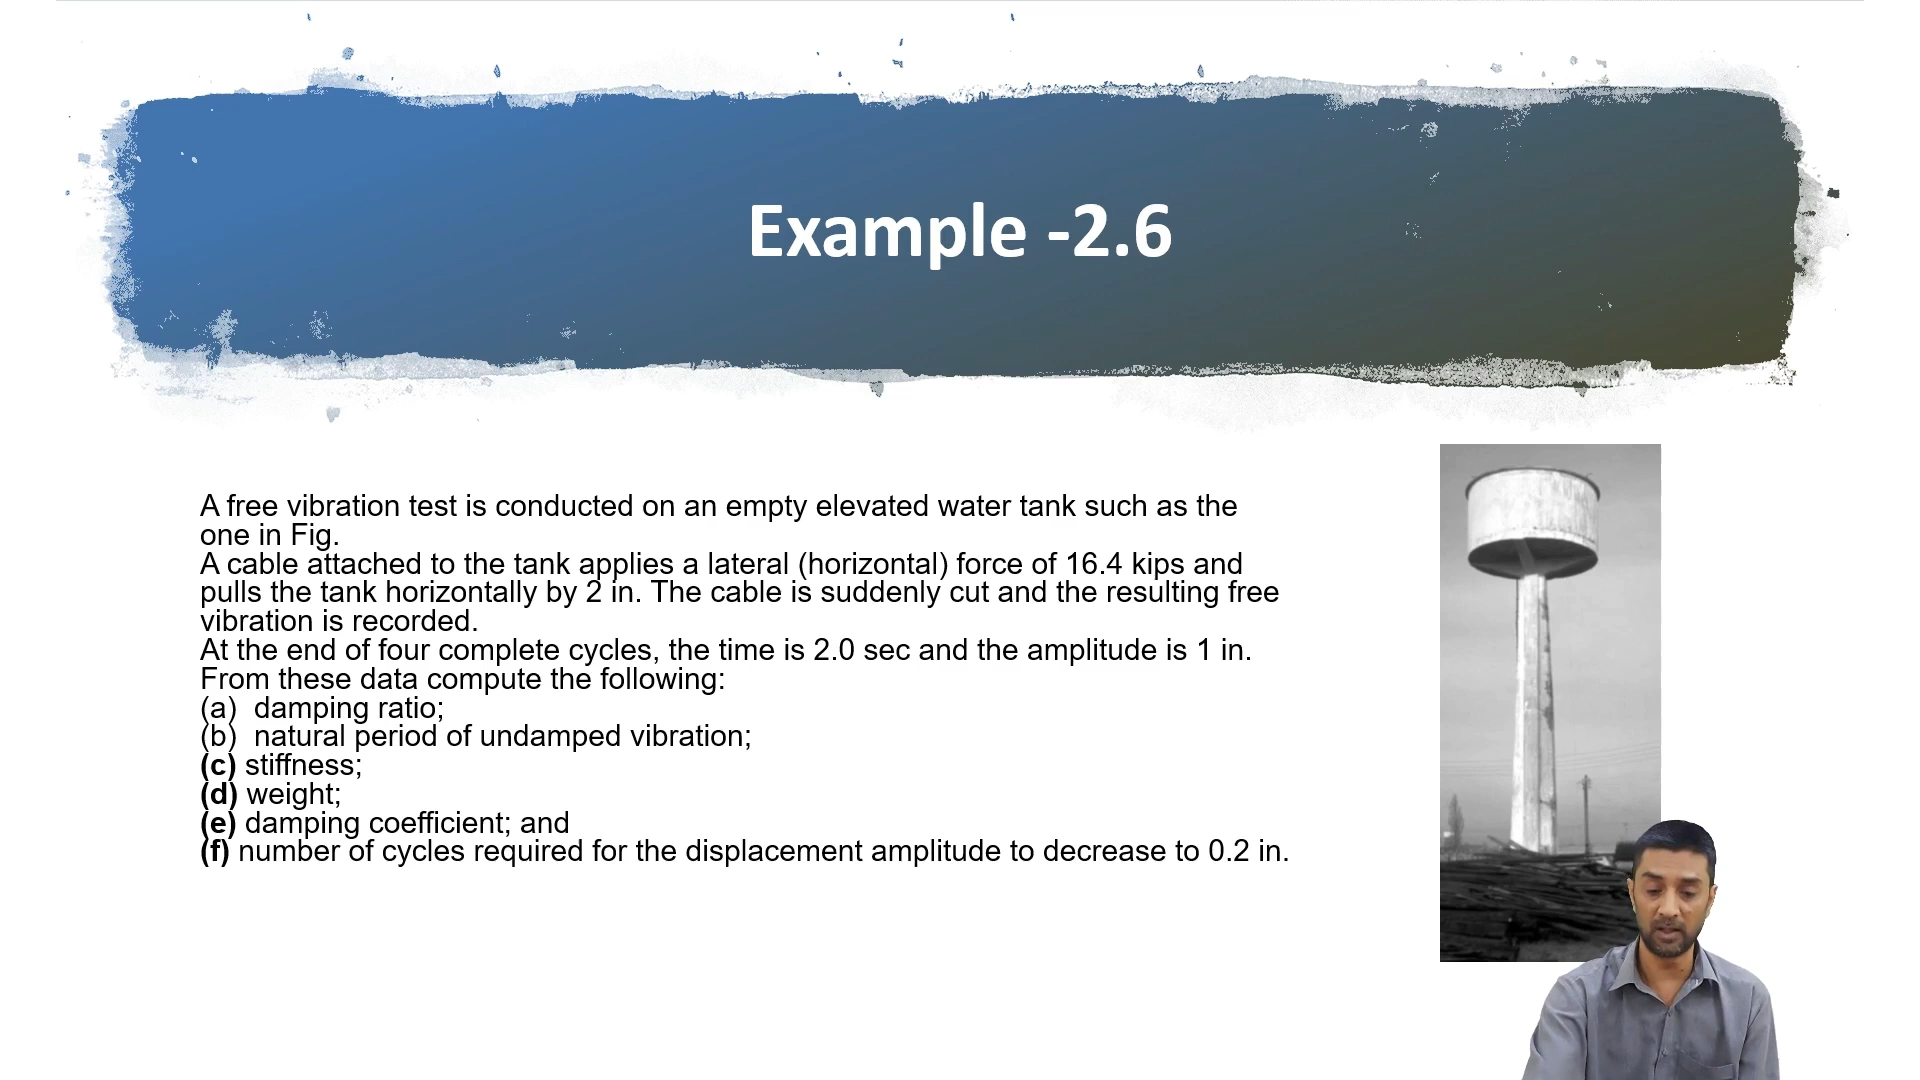 Example -2.6
A free vibration test is conducted on an empty elevated water tank such as the
one in Fig.
A cable attached to the tank applies a lateral (horizontal) force of 16.4 kips and
pulls the tank horizontally by 2 in. The cable is suddenly cut and the resulting free
vibration is recorded.
At the end of four complete cycles, the time is 2.0 sec and the amplitude is 1 in.
From these data compute the following:
(a) damping ratio;
(b) natural period of undamped vibration;
(c) stiffness;
(d) weight;
(e) damping coefficient; and
(f) number of cycles required for the displacement amplitude to decrease to 0.2 in.